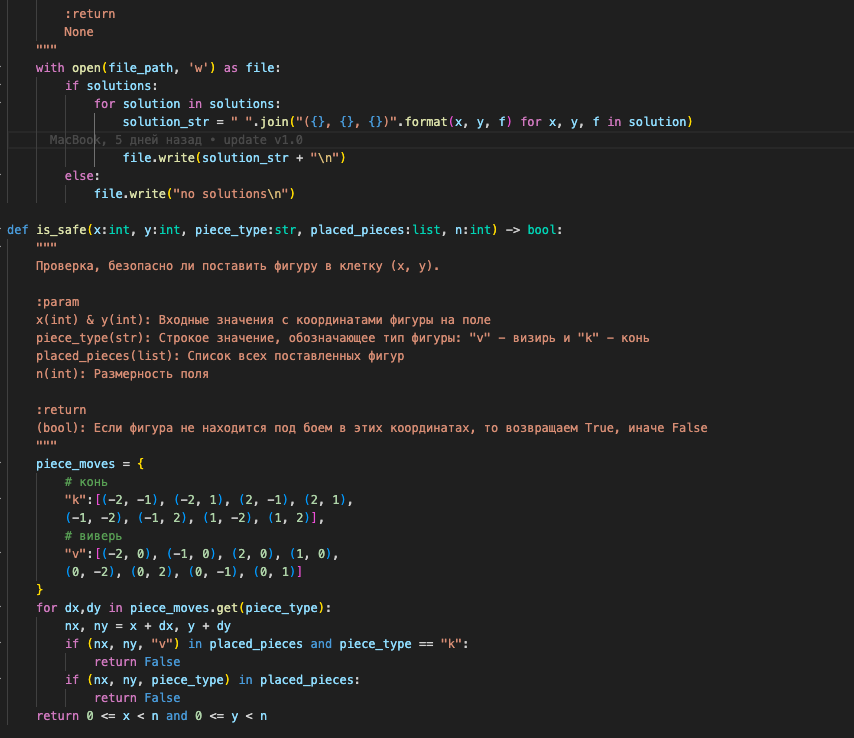 :return
None
"""
with open(file_path, 'w') as file:
if solutions:
for solution in solutions:
solution_str = " ".join("({}, {}, {})".format(x, y, f) for x, y, f in solution)
MacBook, 5 дней назад • update v1.0
file.write(solution_str + "\n")
else:
file.write("no solutions\n")
def is_safe(x:int, y:int, piece_type:str, placed_pieces:list, n:int) -> bool:
"""
Проверка, безопасно ли поставить фигуру в клетку (x, y).
:param
x(int) & y(int): Входные значения с координатами фигуры на поле
piece_type(str): Строкое значение, обозначающее тип фигуры: "v" - визирь и "k" - конь
placed_pieces(list): Список всех поставленных фигур
n(int): Размерность поля
:return
(bool): Если фигура не находится под боем в этих координатах, то возвращаем True, иначе False
"""
piece_moves = {
# конь
"k":[(-2, -1), (-2, 1), (2, -1), (2, 1),
(-1, -2), (-1, 2), (1, -2), (1, 2)],
# виверь
"v":[(-2, 0), (-1, 0), (2, 0), (1, 0),
(0, -2), (0, 2), (0, -1), (0, 1)]
}
for dx,dy in piece_moves.get(piece_type):
nx, ny = x + dx, y + dy
if (nx, ny, "v") in placed_pieces and piece_type == "k":
return False
if (nx, ny, piece_type) in placed_pieces:
return False
return 0 <= x < n and 0 <= y < n